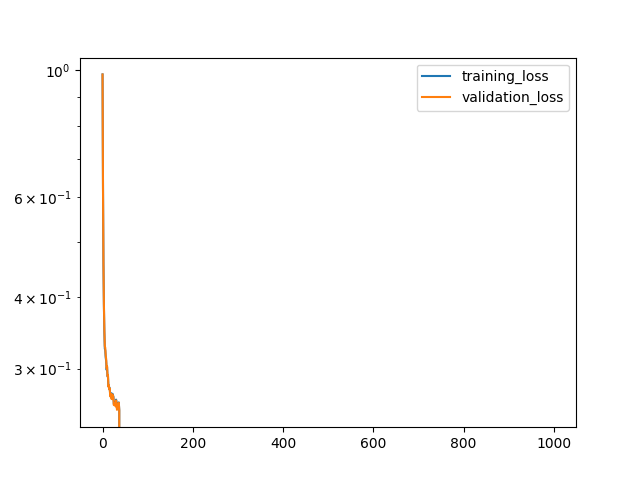 10⁰
6 × 10⁻¹
4 × 10⁻¹
3 × 10⁻¹
training_loss
validation_loss
0 200 400 600 800 1000